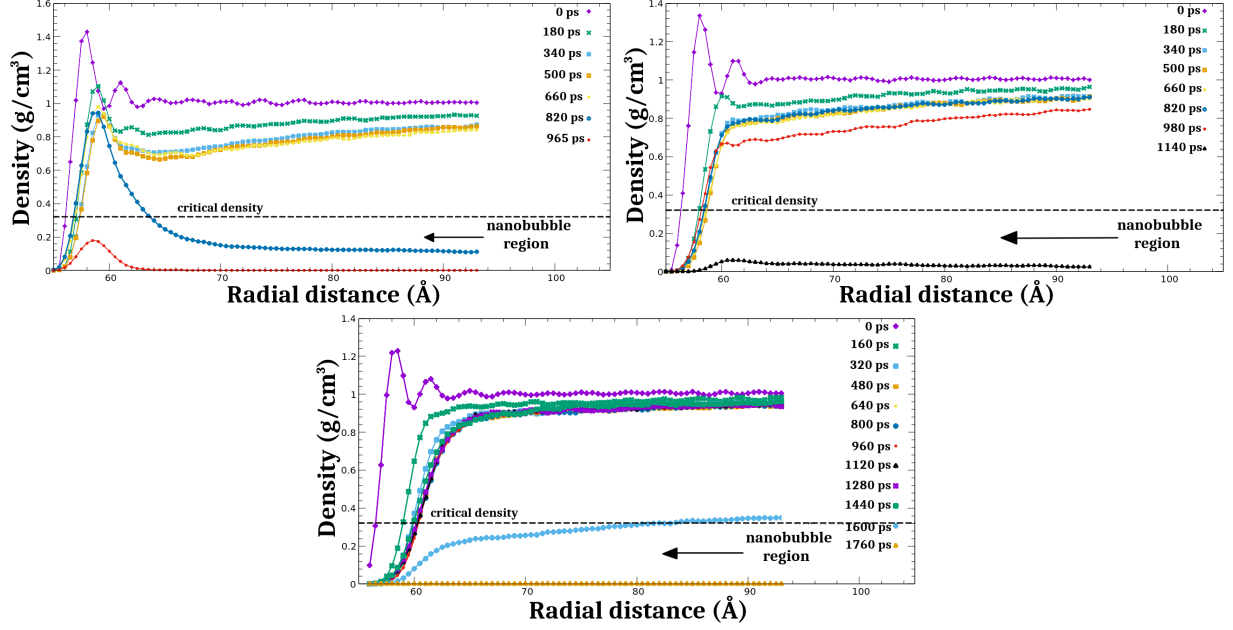 1.6
1.4
1.2
1
0.8
0.6
0.4
0.2
0
Density (g/cm³)
0 ps
180 ps
340 ps
500 ps
660 ps
820 ps
965 ps
critical density
nanobubble
region
60 70 80 90 100
Radial distance (Å)
1.4
1.2
1
0.8
0.6
0.4
0.2
0
Density (g/cm³)
0 ps
180 ps
340 ps
500 ps
660 ps
820 ps
980 ps
1140 ps
critical density
nanobubble
region
60 70 80 90 100
Radial distance (Å)
1.4
1.2
1
0.8
0.6
0.4
0.2
0
Density (g/cm³)
0 ps
160 ps
320 ps
480 ps
640 ps
800 ps
960 ps
1120 ps
1280 ps
1440 ps
1600 ps
1760 ps
critical density
nanobubble
region
60 70 80 90 100
Radial distance (Å)